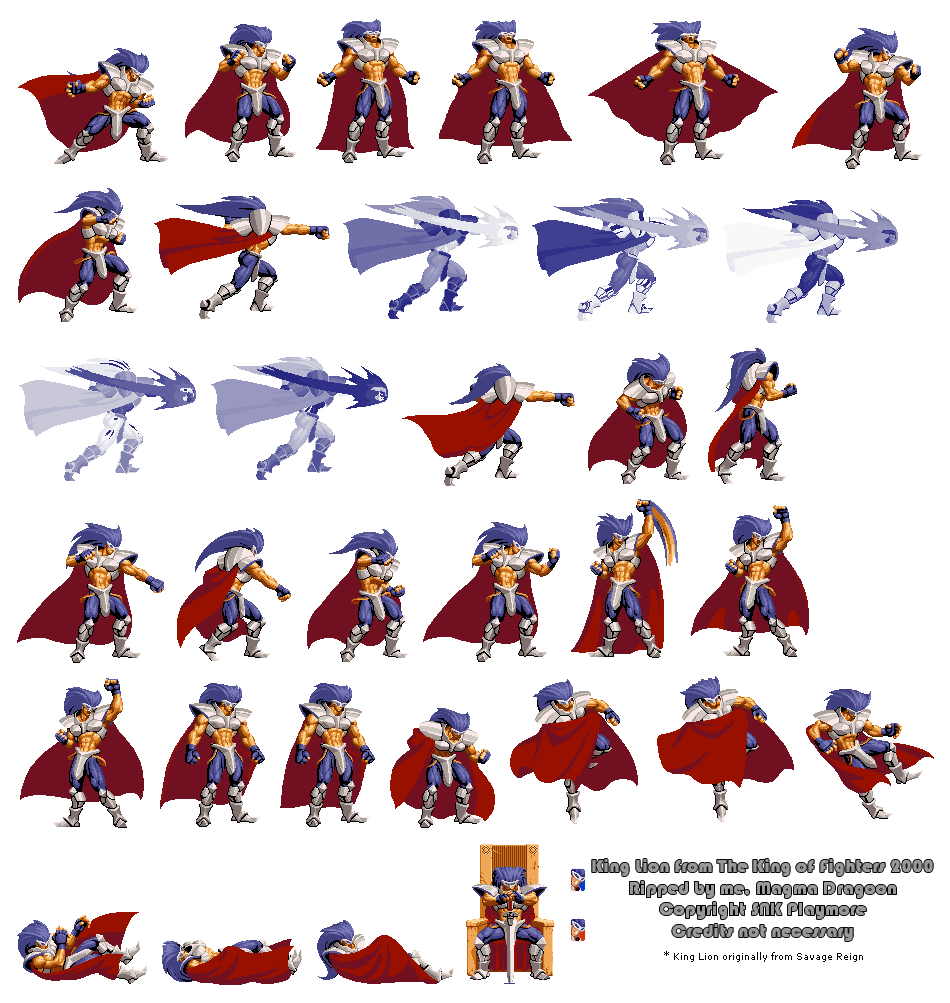 King Lion from The King of Fighters 2000
Ripped by me, Magma Dragoon
Copyright SNK Playmore
Credits not necessary
* King Lion originally from Savage Reign